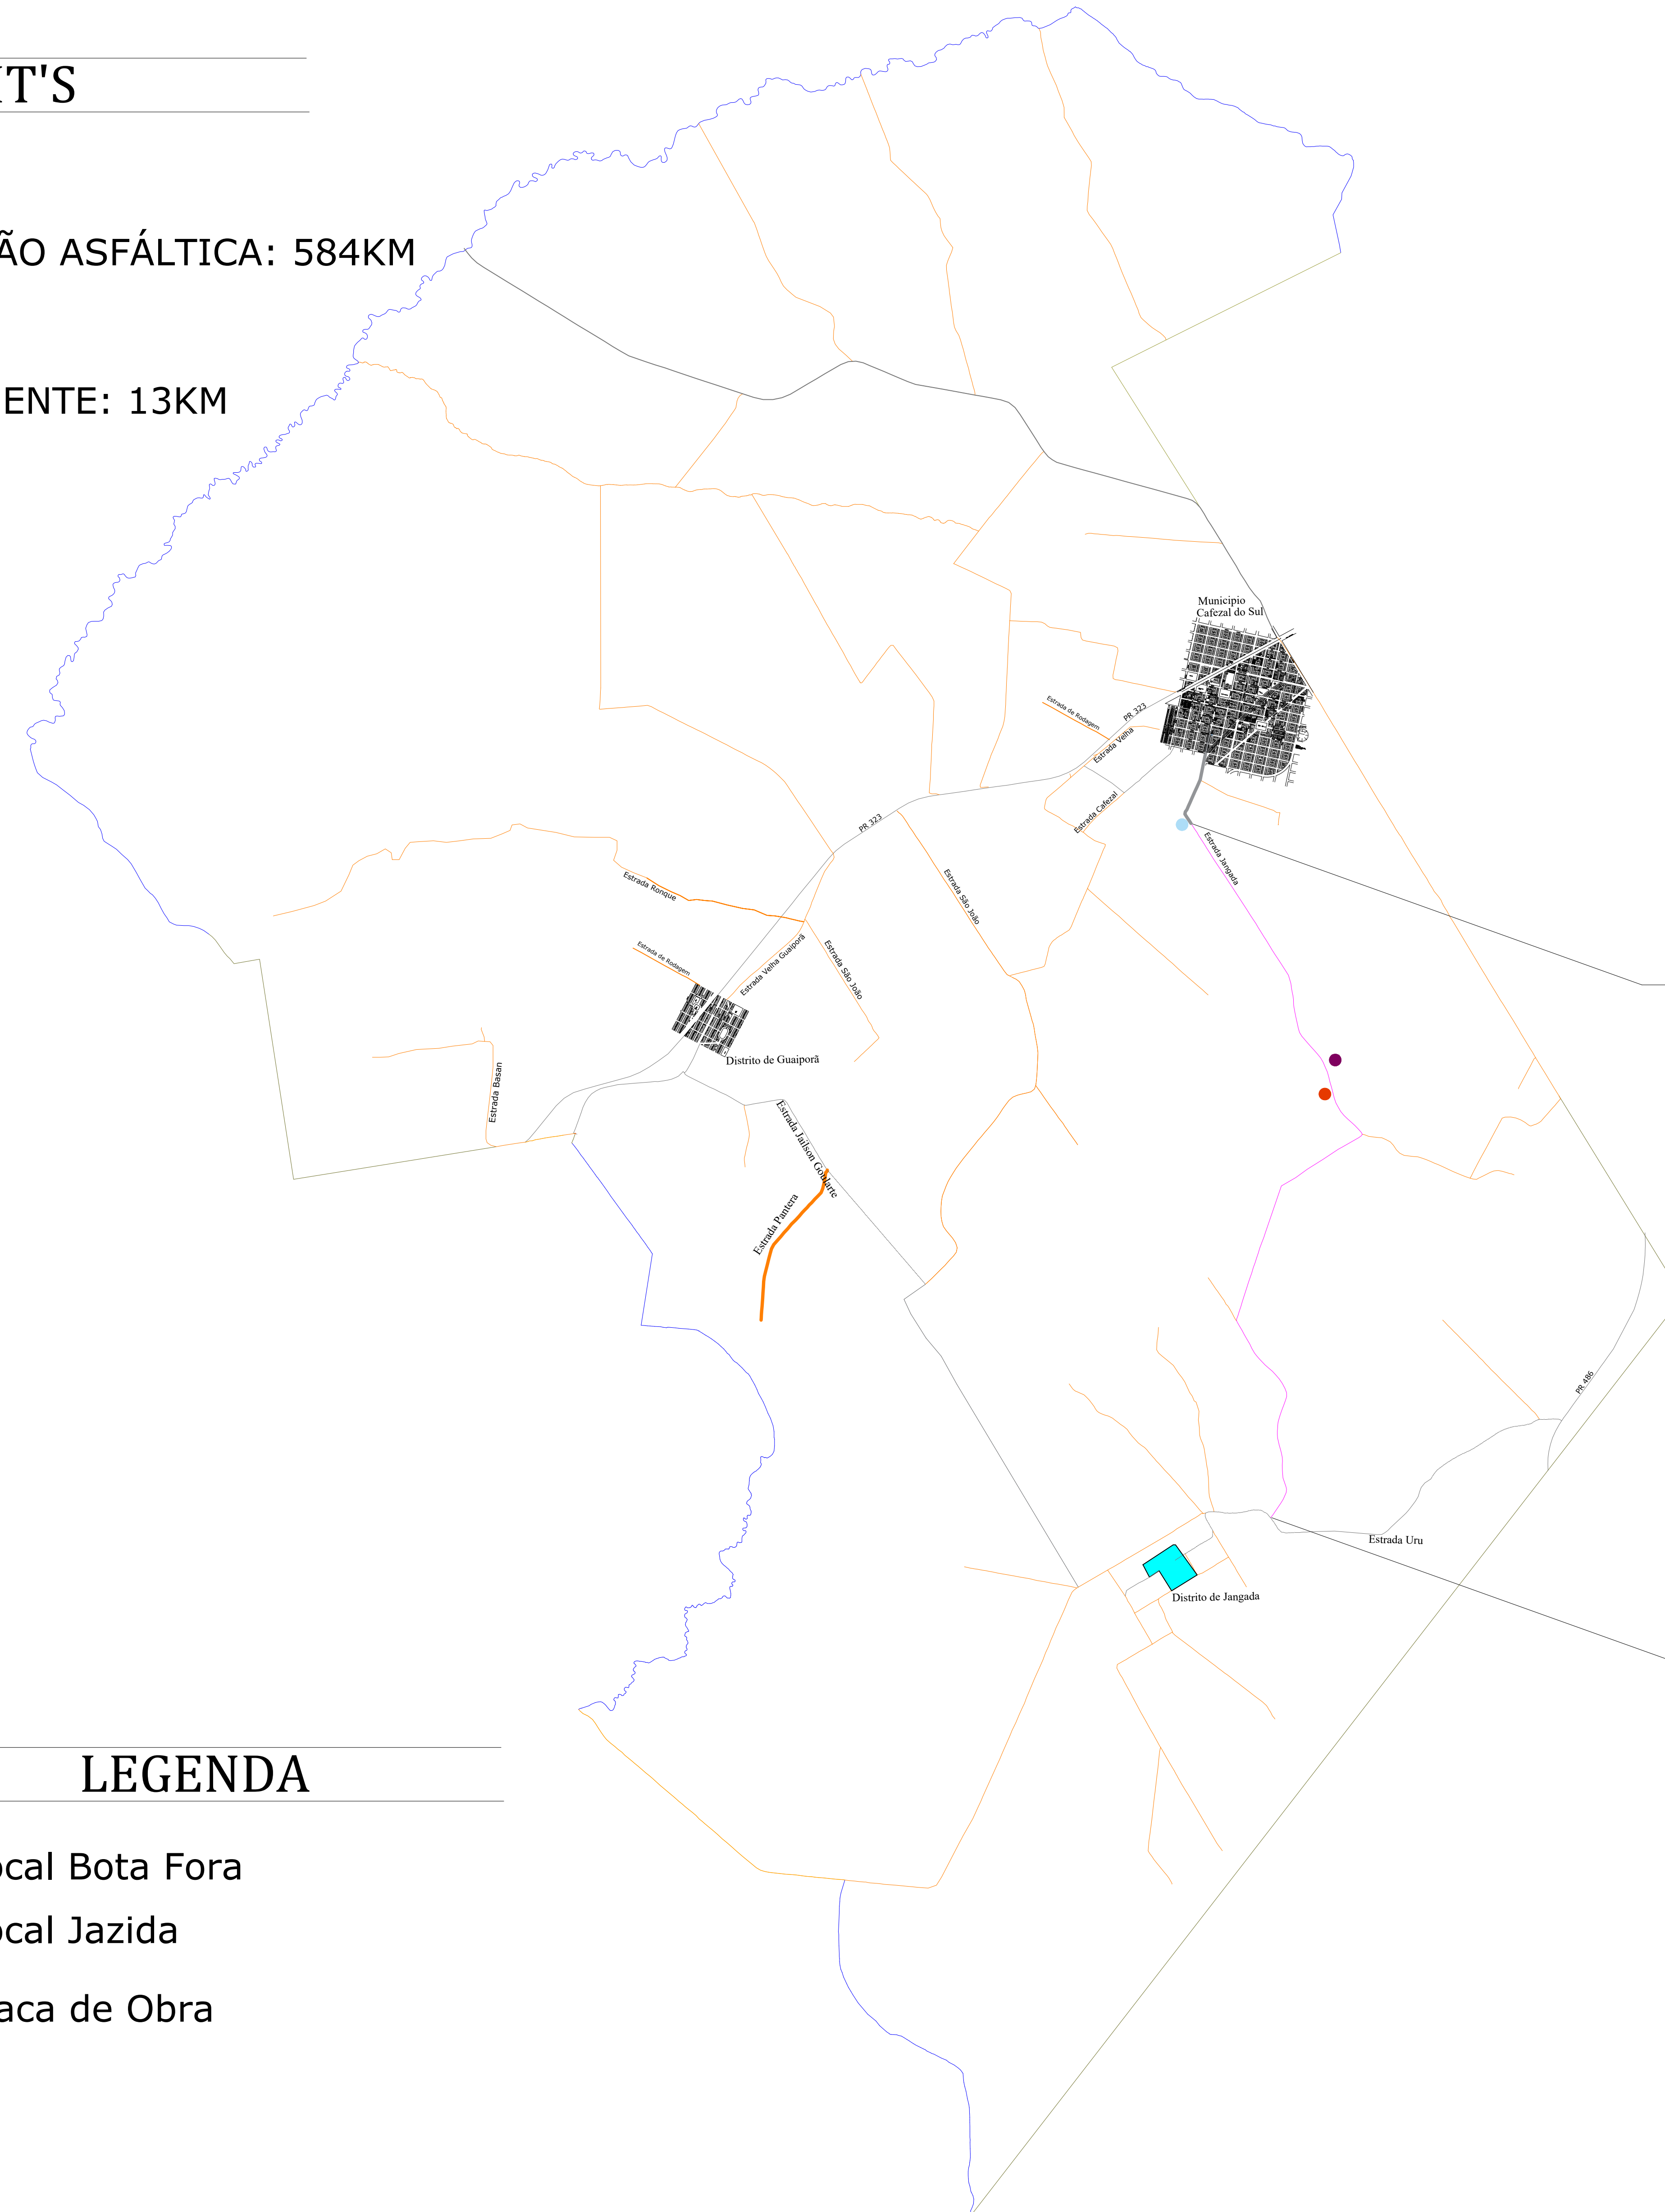 T'S
ÃO ASFÁLTICA: 584KM
ENTE: 13KM
Municipio
Cafezal do Sul
Estrada de Rodagem
PR 323
Estrada Velha
Estrada Cafezal
PR 323
Estrada Jangada
Estrada Ronque
Estrada São João
Estrada de Rodagem
Estrada Velha Guaiporã
Estrada São João
Distrito de Guaiporã
Estrada Basan
Estrada Jailson Goularte
Estrada Pantera
PR 486
Estrada Uru
Distrito de Jangada
LEGENDA
ocal Bota Fora
ocal Jazida
aca de Obra